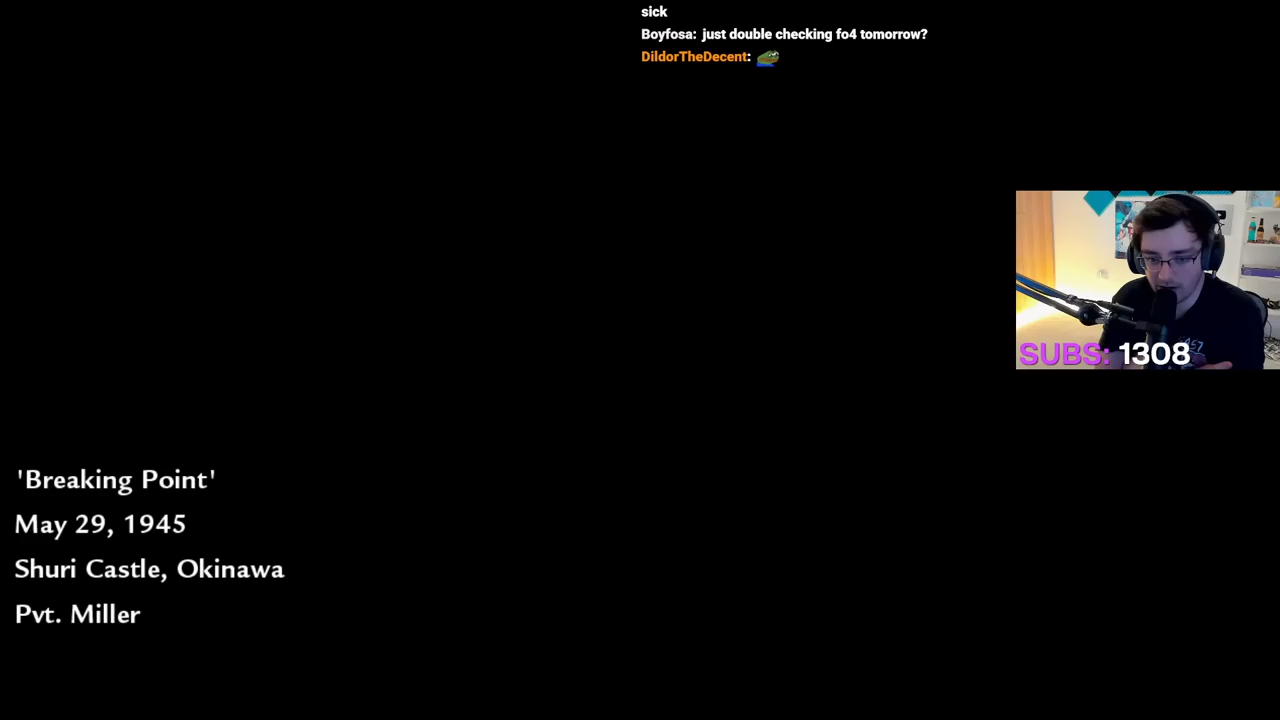 sick
Boyfosa: just double checking fo4 tomorrow?
DildorTheDecent:
SUBS: 1308
'Breaking Point'
May 29, 1945
Shuri Castle, Okinawa
Pvt. Miller